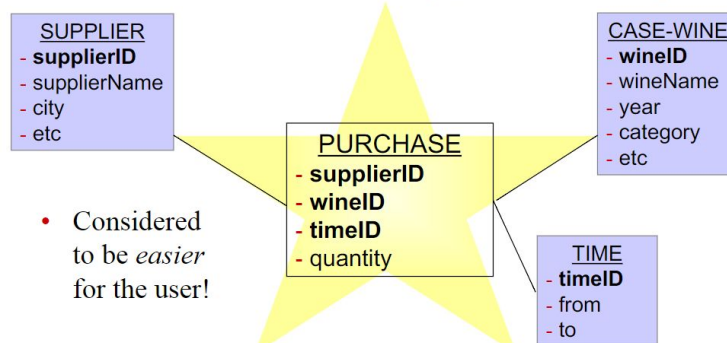 SUPPLIER
- supplierID
- supplierName
- city
- etc
CASE-WINE
- wineID
- wineName
- year
- category
- etc
PURCHASE
- supplierID
- wineID
- timeID
- quantity
• Considered
to be easier
for the user!
TIME
- timeID
- from
- to